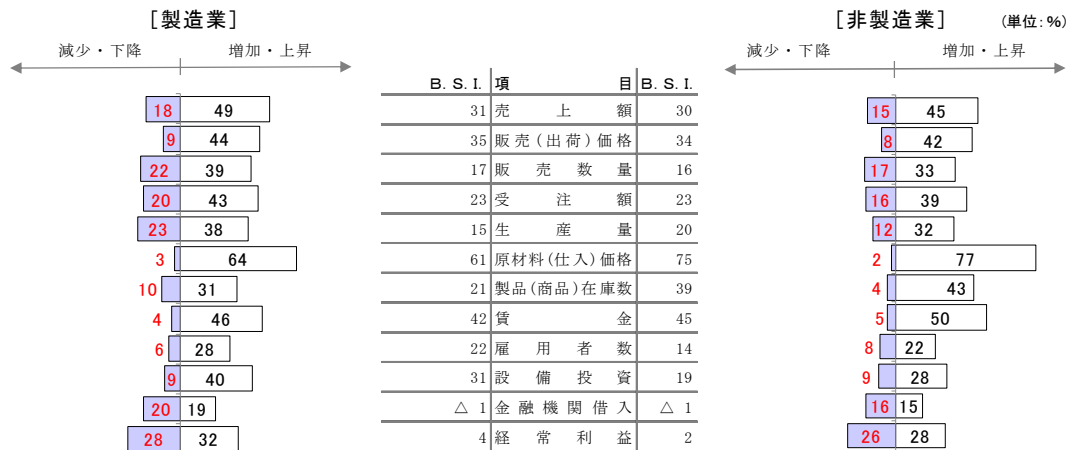 ［製造業］ ［非製造業］ （単位：％）
減少・下降 増加・上昇 減少・下降 増加・上昇
B.S.I. 項目 B.S.I.
18 49 31 売上額 30 15 45
9 44 35 販売(出荷)価格 34 8 42
22 39 17 販売数量 16 17 33
20 43 23 受注額 23 16 39
23 38 15 生産量 20 12 32
3 64 61 原材料(仕入)価格 75 2 77
10 31 21 製品(商品)在庫数 39 4 43
4 46 42 賃金 45 5 50
6 28 22 雇用者数 14 8 22
9 40 31 設備投資 19 9 28
20 19 △ 1 金融機関借入 △ 1 16 15
28 32 4 経常利益 2 26 28